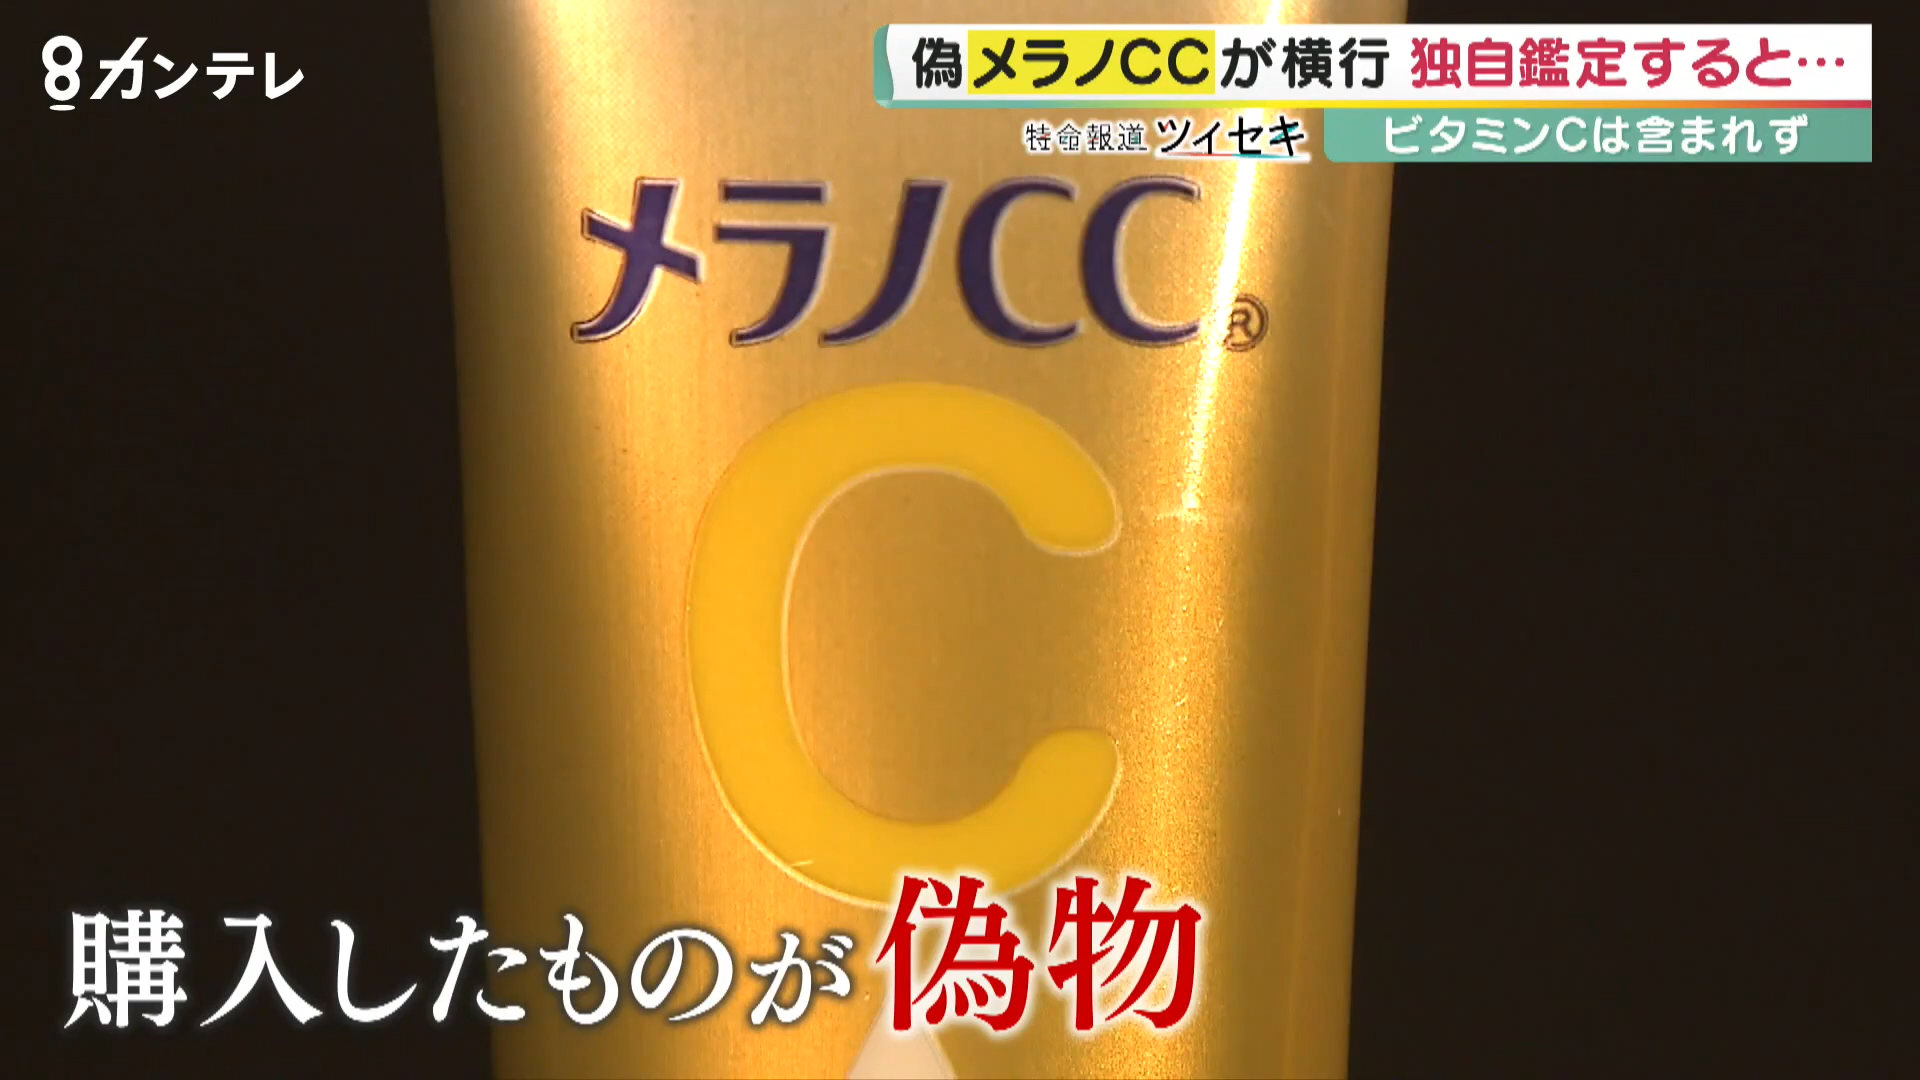 8カンテレ
偽メラノCCが横行 独自鑑定すると…
特命報道 ツイセキ
ビタミンCは含まれず
メラノCC®
C
購入したものが偽物